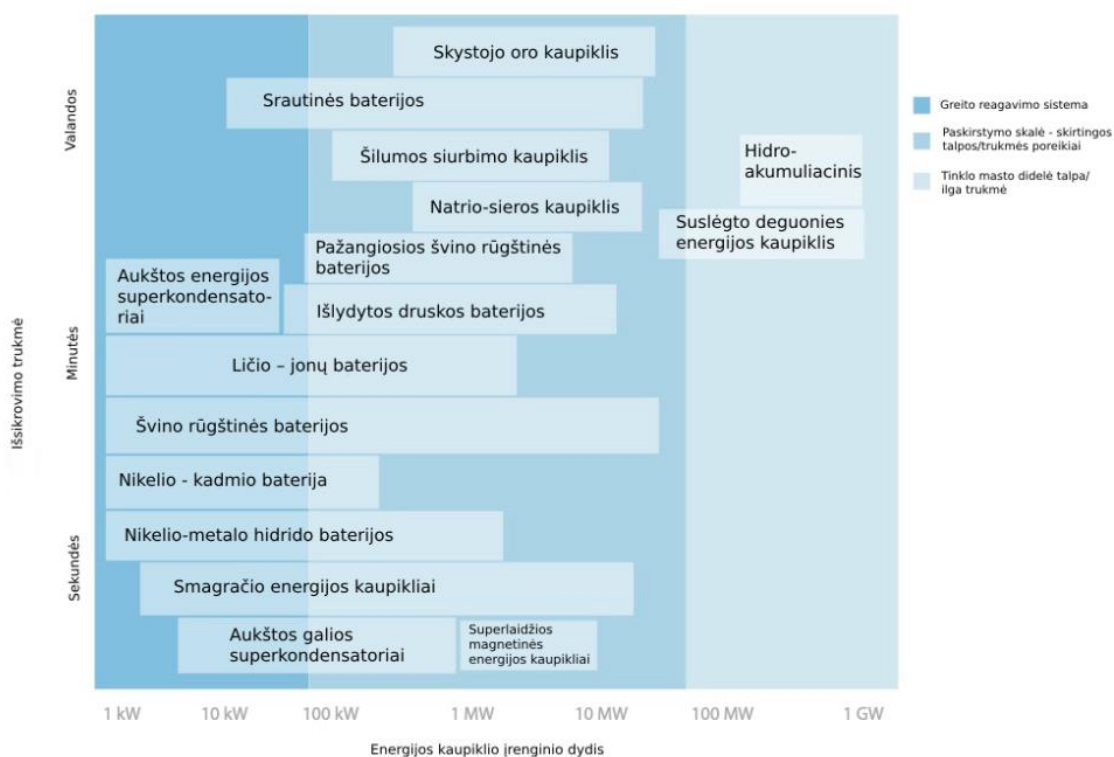 Skystojo oro kaupiklis
Srautinės baterijos
Šilumos siurbimo kaupiklis
Natrio-sieros kaupiklis
Hidro-
akumuliacinis
Suslėgto deguonies
energijos kaupiklis
Pažangiosios švino rūgštinės
baterijos
Aukštos energijos
superkondensato-
riai
Išlydytos druskos baterijos
Ličio – jonų baterijos
Švino rūgštinės baterijos
Nikelio - kadmio baterija
Nikelio-metalo hidrido baterijos
Smagračio energijos kaupikliai
Aukštos galios
superkondensatoriai
Superlaidžios
magnetinės
energijos kaupikliai
Valandos
Minutės
Sekundės
Išsikrovimo trukmė
1 kW
10 kW
100 kW
1 MW
10 MW
100 MW
1 GW
Energijos kaupiklio įrenginio dydis
Greito reagavimo sistema
Paskirstymo skalė - skirtingos
talpos/trukmės poreikiai
Tinklo masto didelė talpa/
ilga trukmė